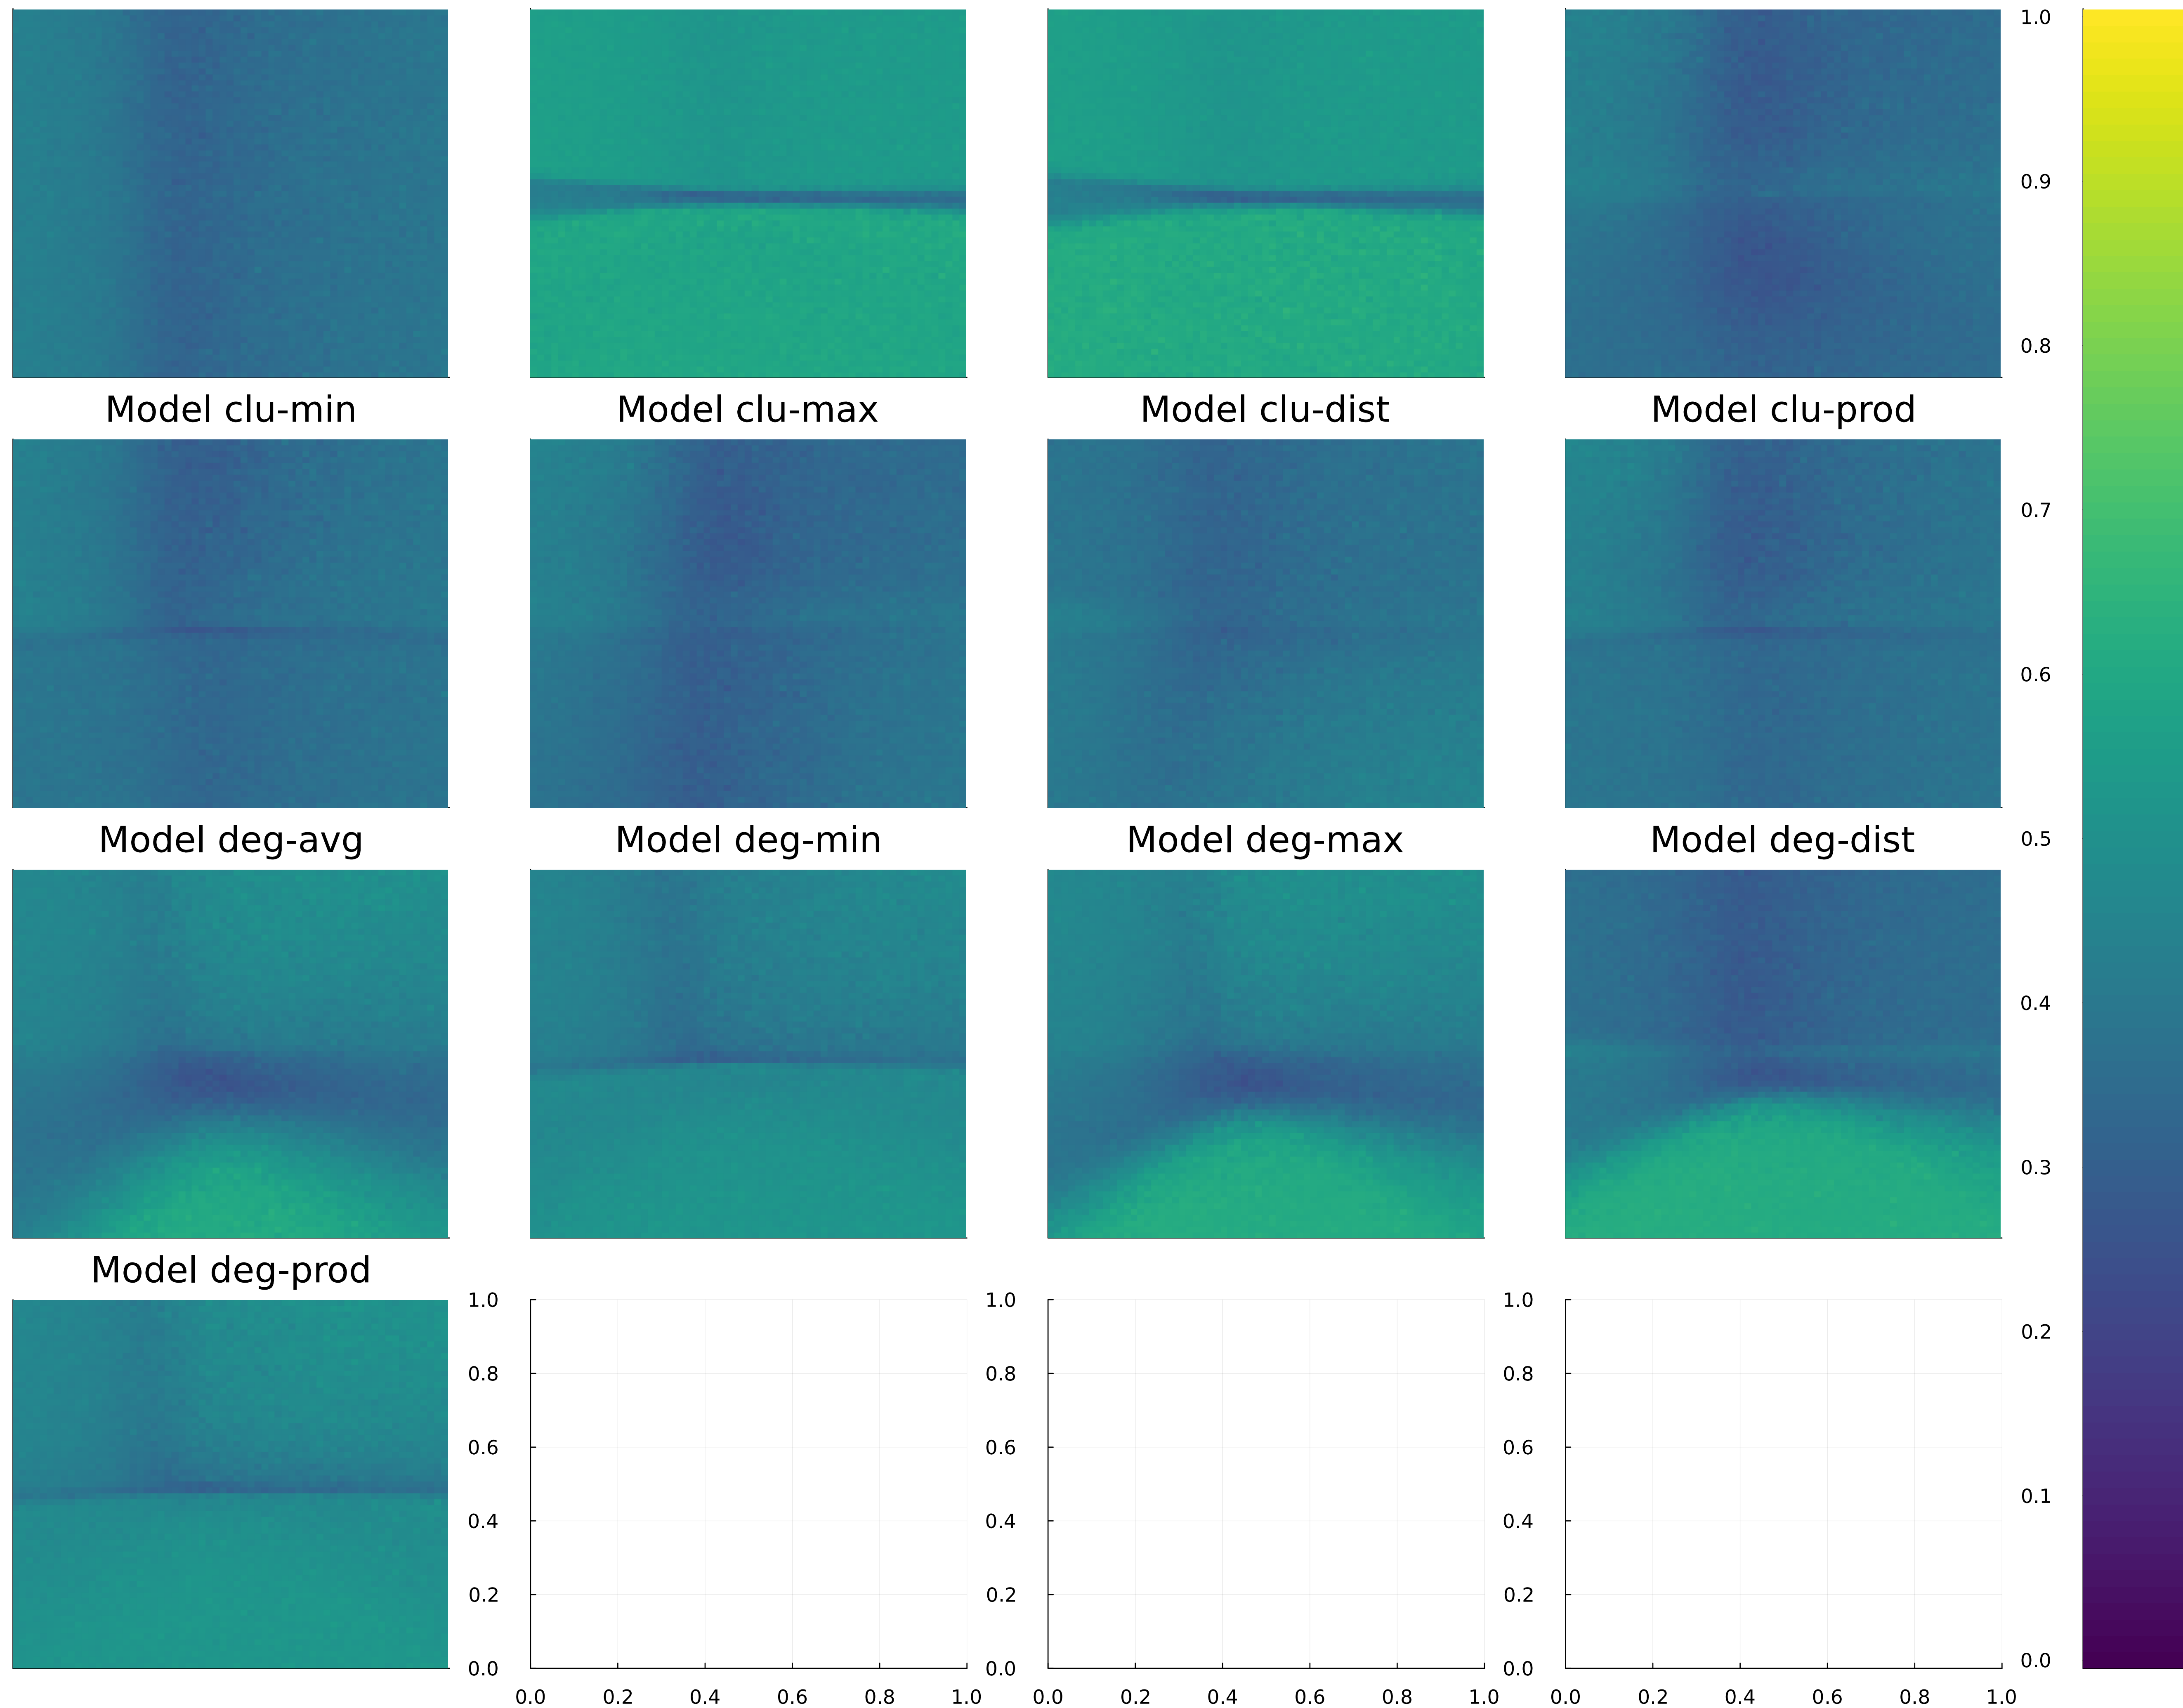 1.0
0.9
0.8
Model clu-min Model clu-max Model clu-dist Model clu-prod
0.7
0.6
0.5
Model deg-avg Model deg-min Model deg-max Model deg-dist
0.4
0.3
Model deg-prod
0.2
0.1
0.0
1.0 1.0 1.0
0.8 0.8 0.8
0.6 0.6 0.6
0.4 0.4 0.4
0.2 0.2 0.2
0.0 0.0 0.0
0.0 0.2 0.4 0.6 0.8 1.0 0.0 0.2 0.4 0.6 0.8 1.0 0.0 0.2 0.4 0.6 0.8 1.0